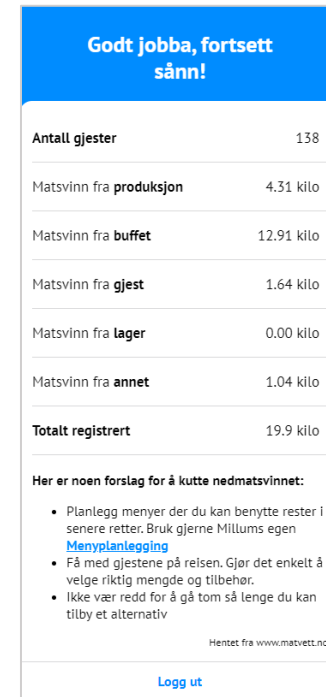 Godt jobba, fortsett
sånn!
Antall gjester 138
Matsvinn fra produksjon 4.31 kilo
Matsvinn fra buffet 12.91 kilo
Matsvinn fra gjest 1.64 kilo
Matsvinn fra lager 0.00 kilo
Matsvinn fra annet 1.04 kilo
Totalt registrert 19.9 kilo
Her er noen forslag for å kutte nedmatsvinnet:
• Planlegg menyer der du kan benytte rester i
senere retter. Bruk gjerne Millums egen
Menyplanlegging
• Få med gjestene på reisen. Gjør det enkelt å
velge riktig mengde og tilbehør.
• Ikke vær redd for å gå tom så lenge du kan
tilby et alternativ
Hentet fra www.matvett.no
Logg ut